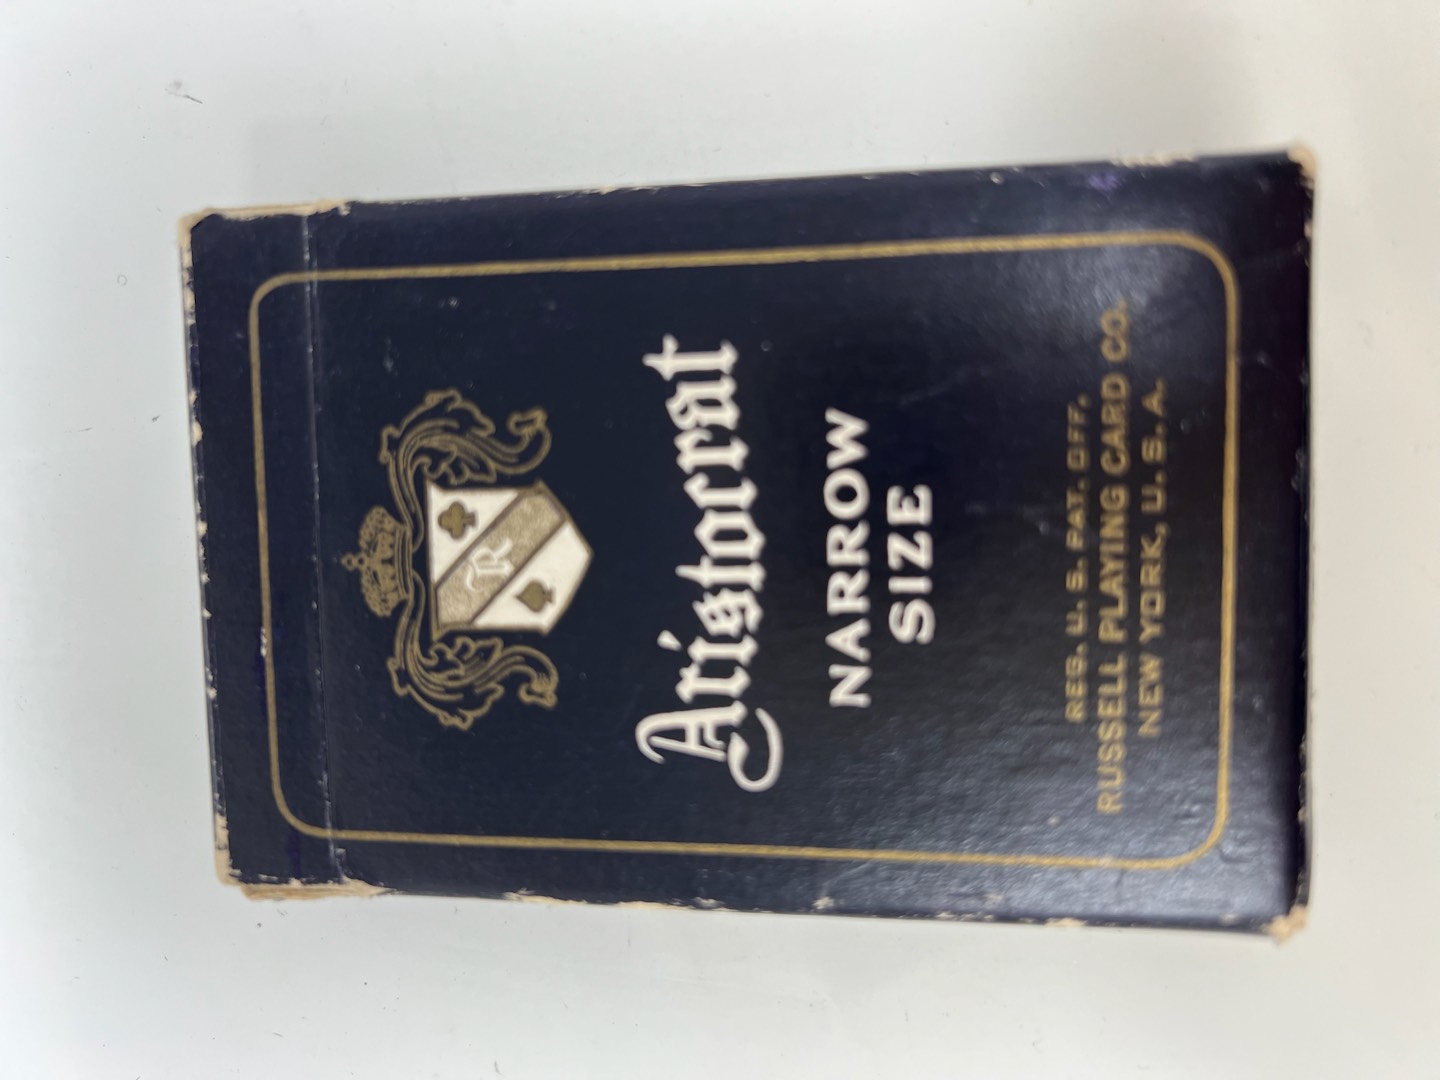 R
Aristocrat
NARROW
SIZE
REG. U. S. PAT. OFF.
RUSSELL PLAYING CARD CO.
NEW YORK, U. S. A.